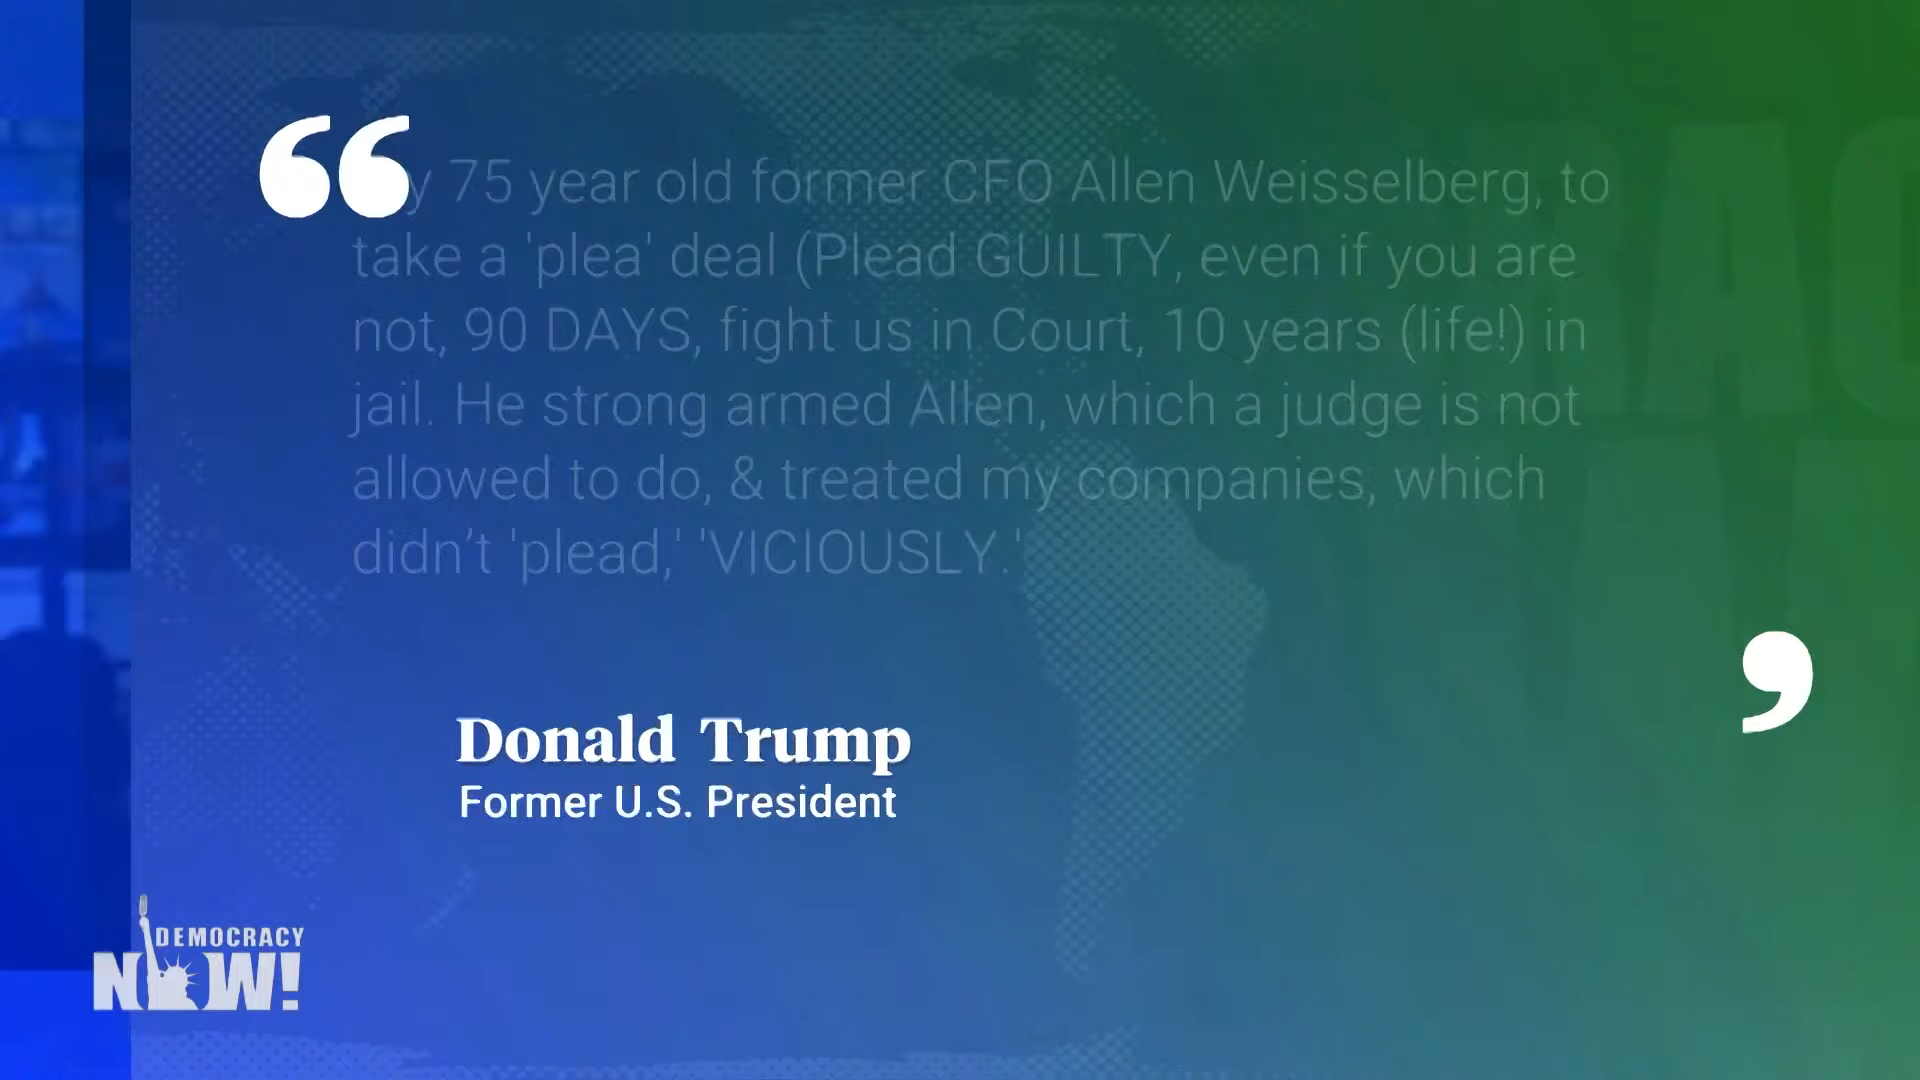 “
y 75 year old former CFO Allen Weisselberg, to
take a 'plea' deal (Plead GUILTY, even if you are
not, 90 DAYS, fight us in Court, 10 years (life!) in
jail. He strong armed Allen, which a judge is not
allowed to do, & treated my companies, which
didn’t 'plead,' 'VICIOUSLY.'
’
Donald Trump
Former U.S. President
DEMOCRACY
NOW!